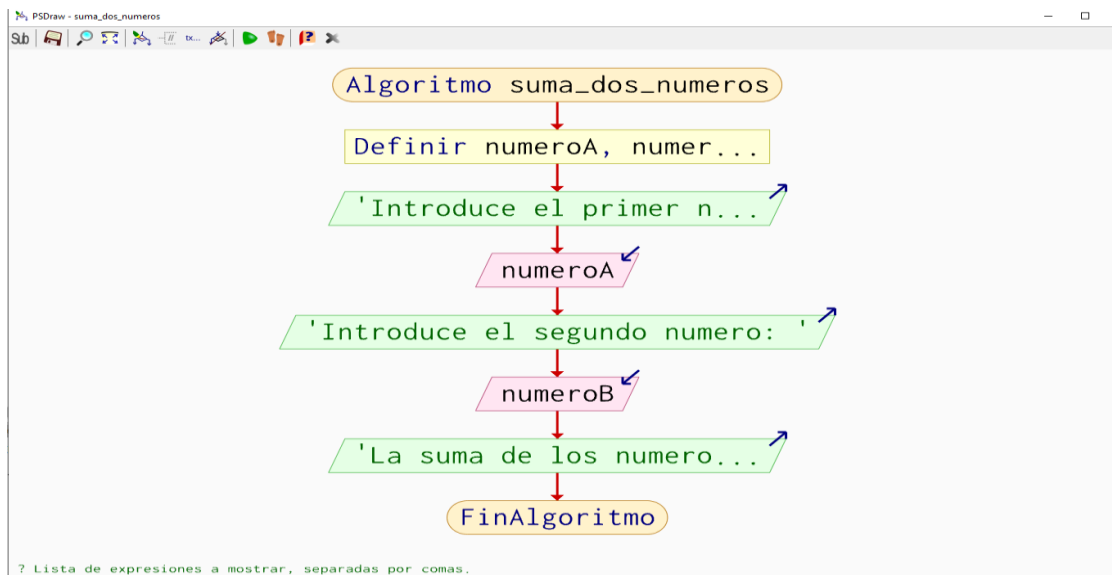 PSDraw - suma_dos_numeros
Sub
tx...
Algoritmo suma_dos_numeros
Definir numeroA, numer...
'Introduce el primer n...
numeroA
'Introduce el segundo numero: '
numeroB
'La suma de los numero...
FinAlgoritmo
? Lista de expresiones a mostrar, separadas por comas.